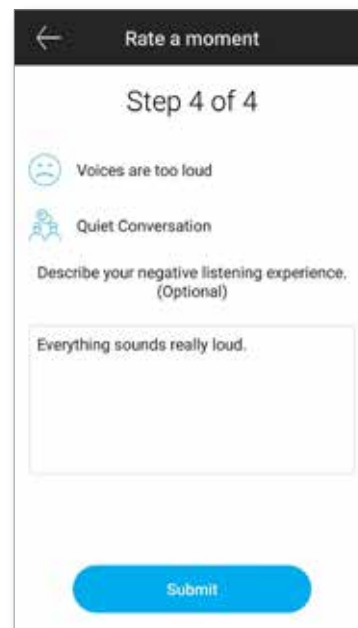 Rate a moment
Step 4 of 4
Voices are too loud
Quiet Conversation
Describe your negative listening experience.
(Optional)
Everything sounds really loud.
Submit